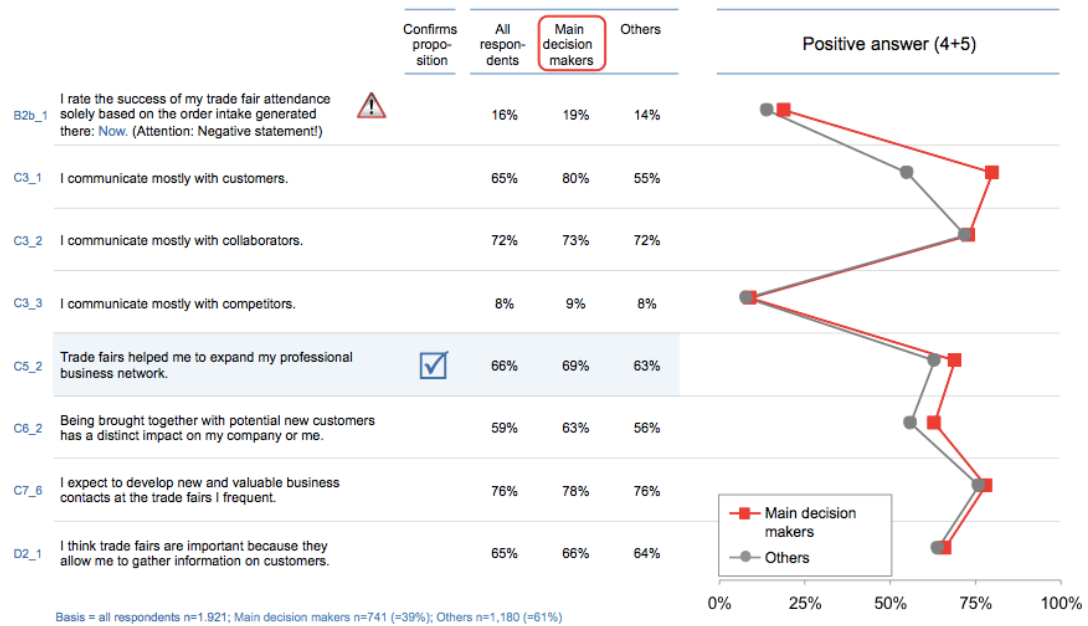 Confirms
propo-
sition
All
respon-
dents
Main
decision
makers
Others
Positive answer (4+5)
B2b_1
I rate the success of my trade fair attendance
solely based on the order intake generated
there: Now. (Attention: Negative statement!)
16% 19% 14%
C3_1 I communicate mostly with customers. 65% 80% 55%
C3_2 I communicate mostly with collaborators. 72% 73% 72%
C3_3 I communicate mostly with competitors. 8% 9% 8%
C5_2
Trade fairs helped me to expand my professional
business network.
66% 69% 63%
C6_2
Being brought together with potential new customers
has a distinct impact on my company or me.
59% 63% 56%
C7_6
I expect to develop new and valuable business
contacts at the trade fairs I frequent.
76% 78% 76%
D2_1
I think trade fairs are important because they
allow me to gather information on customers.
65% 66% 64%
Main decision
makers
Others
0% 25% 50% 75% 100%
Basis = all respondents n=1.921; Main decision makers n=741 (=39%); Others n=1,180 (=61%)